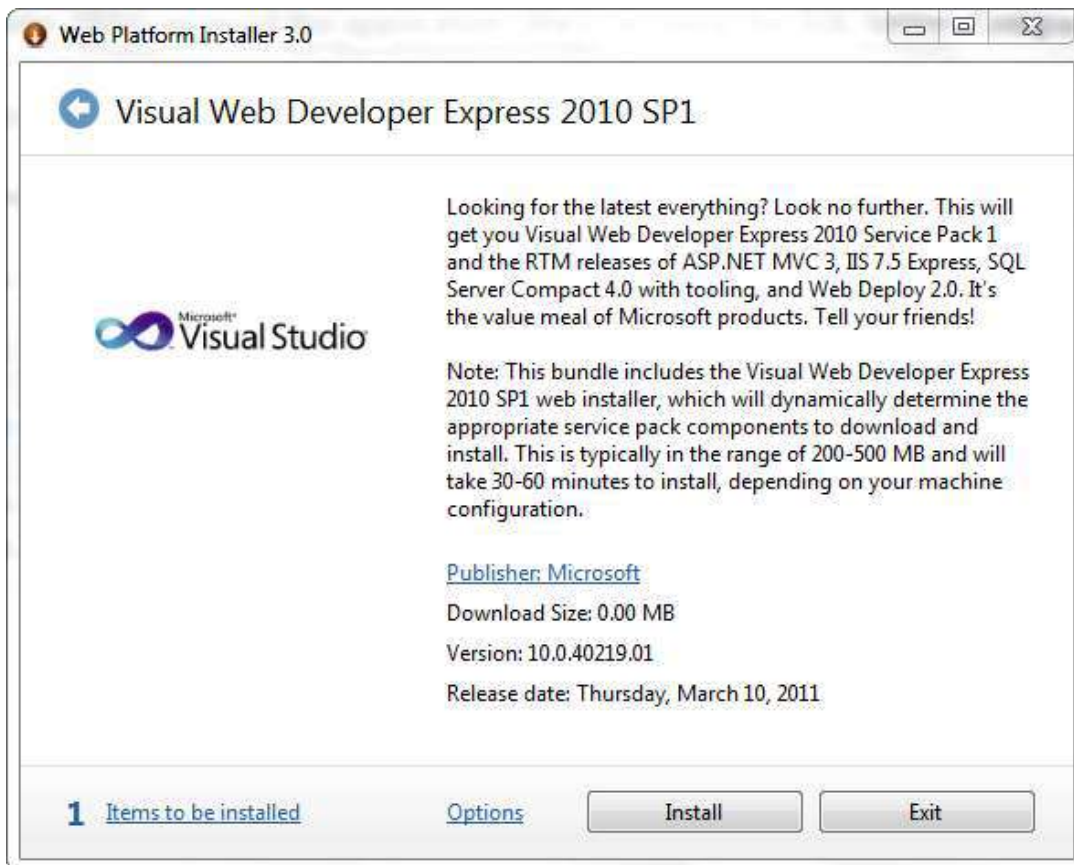 Web Platform Installer 3.0
Visual Web Developer Express 2010 SP1
Looking for the latest everything? Look no further. This will
get you Visual Web Developer Express 2010 Service Pack 1
and the RTM releases of ASP.NET MVC 3, IIS 7.5 Express, SQL
Server Compact 4.0 with tooling, and Web Deploy 2.0. It's
the value meal of Microsoft products. Tell your friends!
Microsoft®
Visual Studio
Note: This bundle includes the Visual Web Developer Express
2010 SP1 web installer, which will dynamically determine the
appropriate service pack components to download and
install. This is typically in the range of 200-500 MB and will
take 30-60 minutes to install, depending on your machine
configuration.
Publisher: Microsoft
Download Size: 0.00 MB
Version: 10.0.40219.01
Release date: Thursday, March 10, 2011
1 Items to be installed
Options
Install
Exit